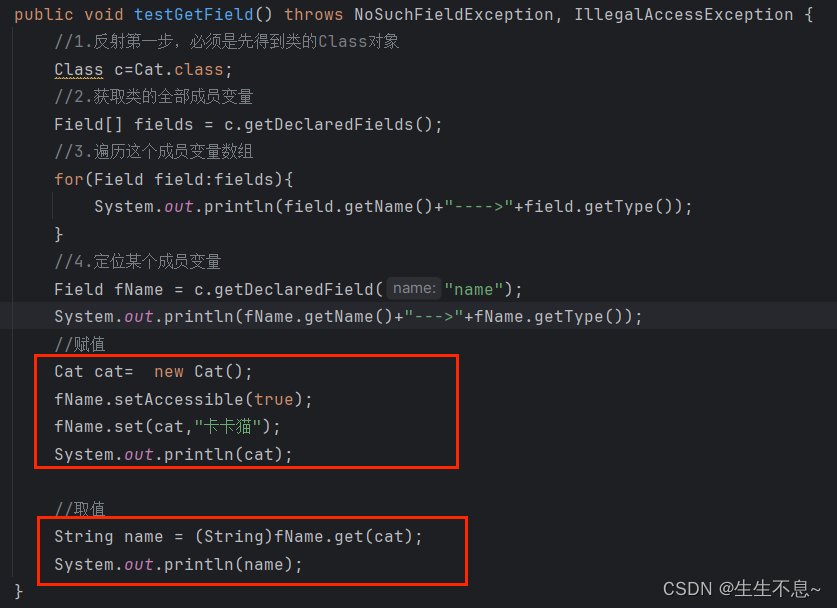 public void testGetField() throws NoSuchFieldException, IllegalAccessException {
//1.反射第一步，必须是先得到类的Class对象
Class c=Cat.class;
//2.获取类的全部成员变量
Field[] fields = c.getDeclaredFields();
//3.遍历这个成员变量数组
for(Field field:fields){
System.out.println(field.getName()+"---->"+field.getType());
}
//4.定位某个成员变量
Field fName = c.getDeclaredField( name: "name");
System.out.println(fName.getName()+"--->"+fName.getType());
//赋值
Cat cat=  new Cat();
fName.setAccessible(true);
fName.set(cat,"卡卡猫");
System.out.println(cat);
//取值
String name = (String)fName.get(cat);
System.out.println(name);
}
CSDN @生生不息~